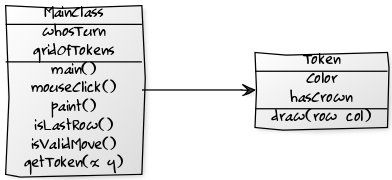 MainClass
whosTurn
gridOfTokens
main()
mouseClick()
paint()
isLastRow()
isValidMove()
getToken(x y)
Token
Color
hasCrown
draw(row col)